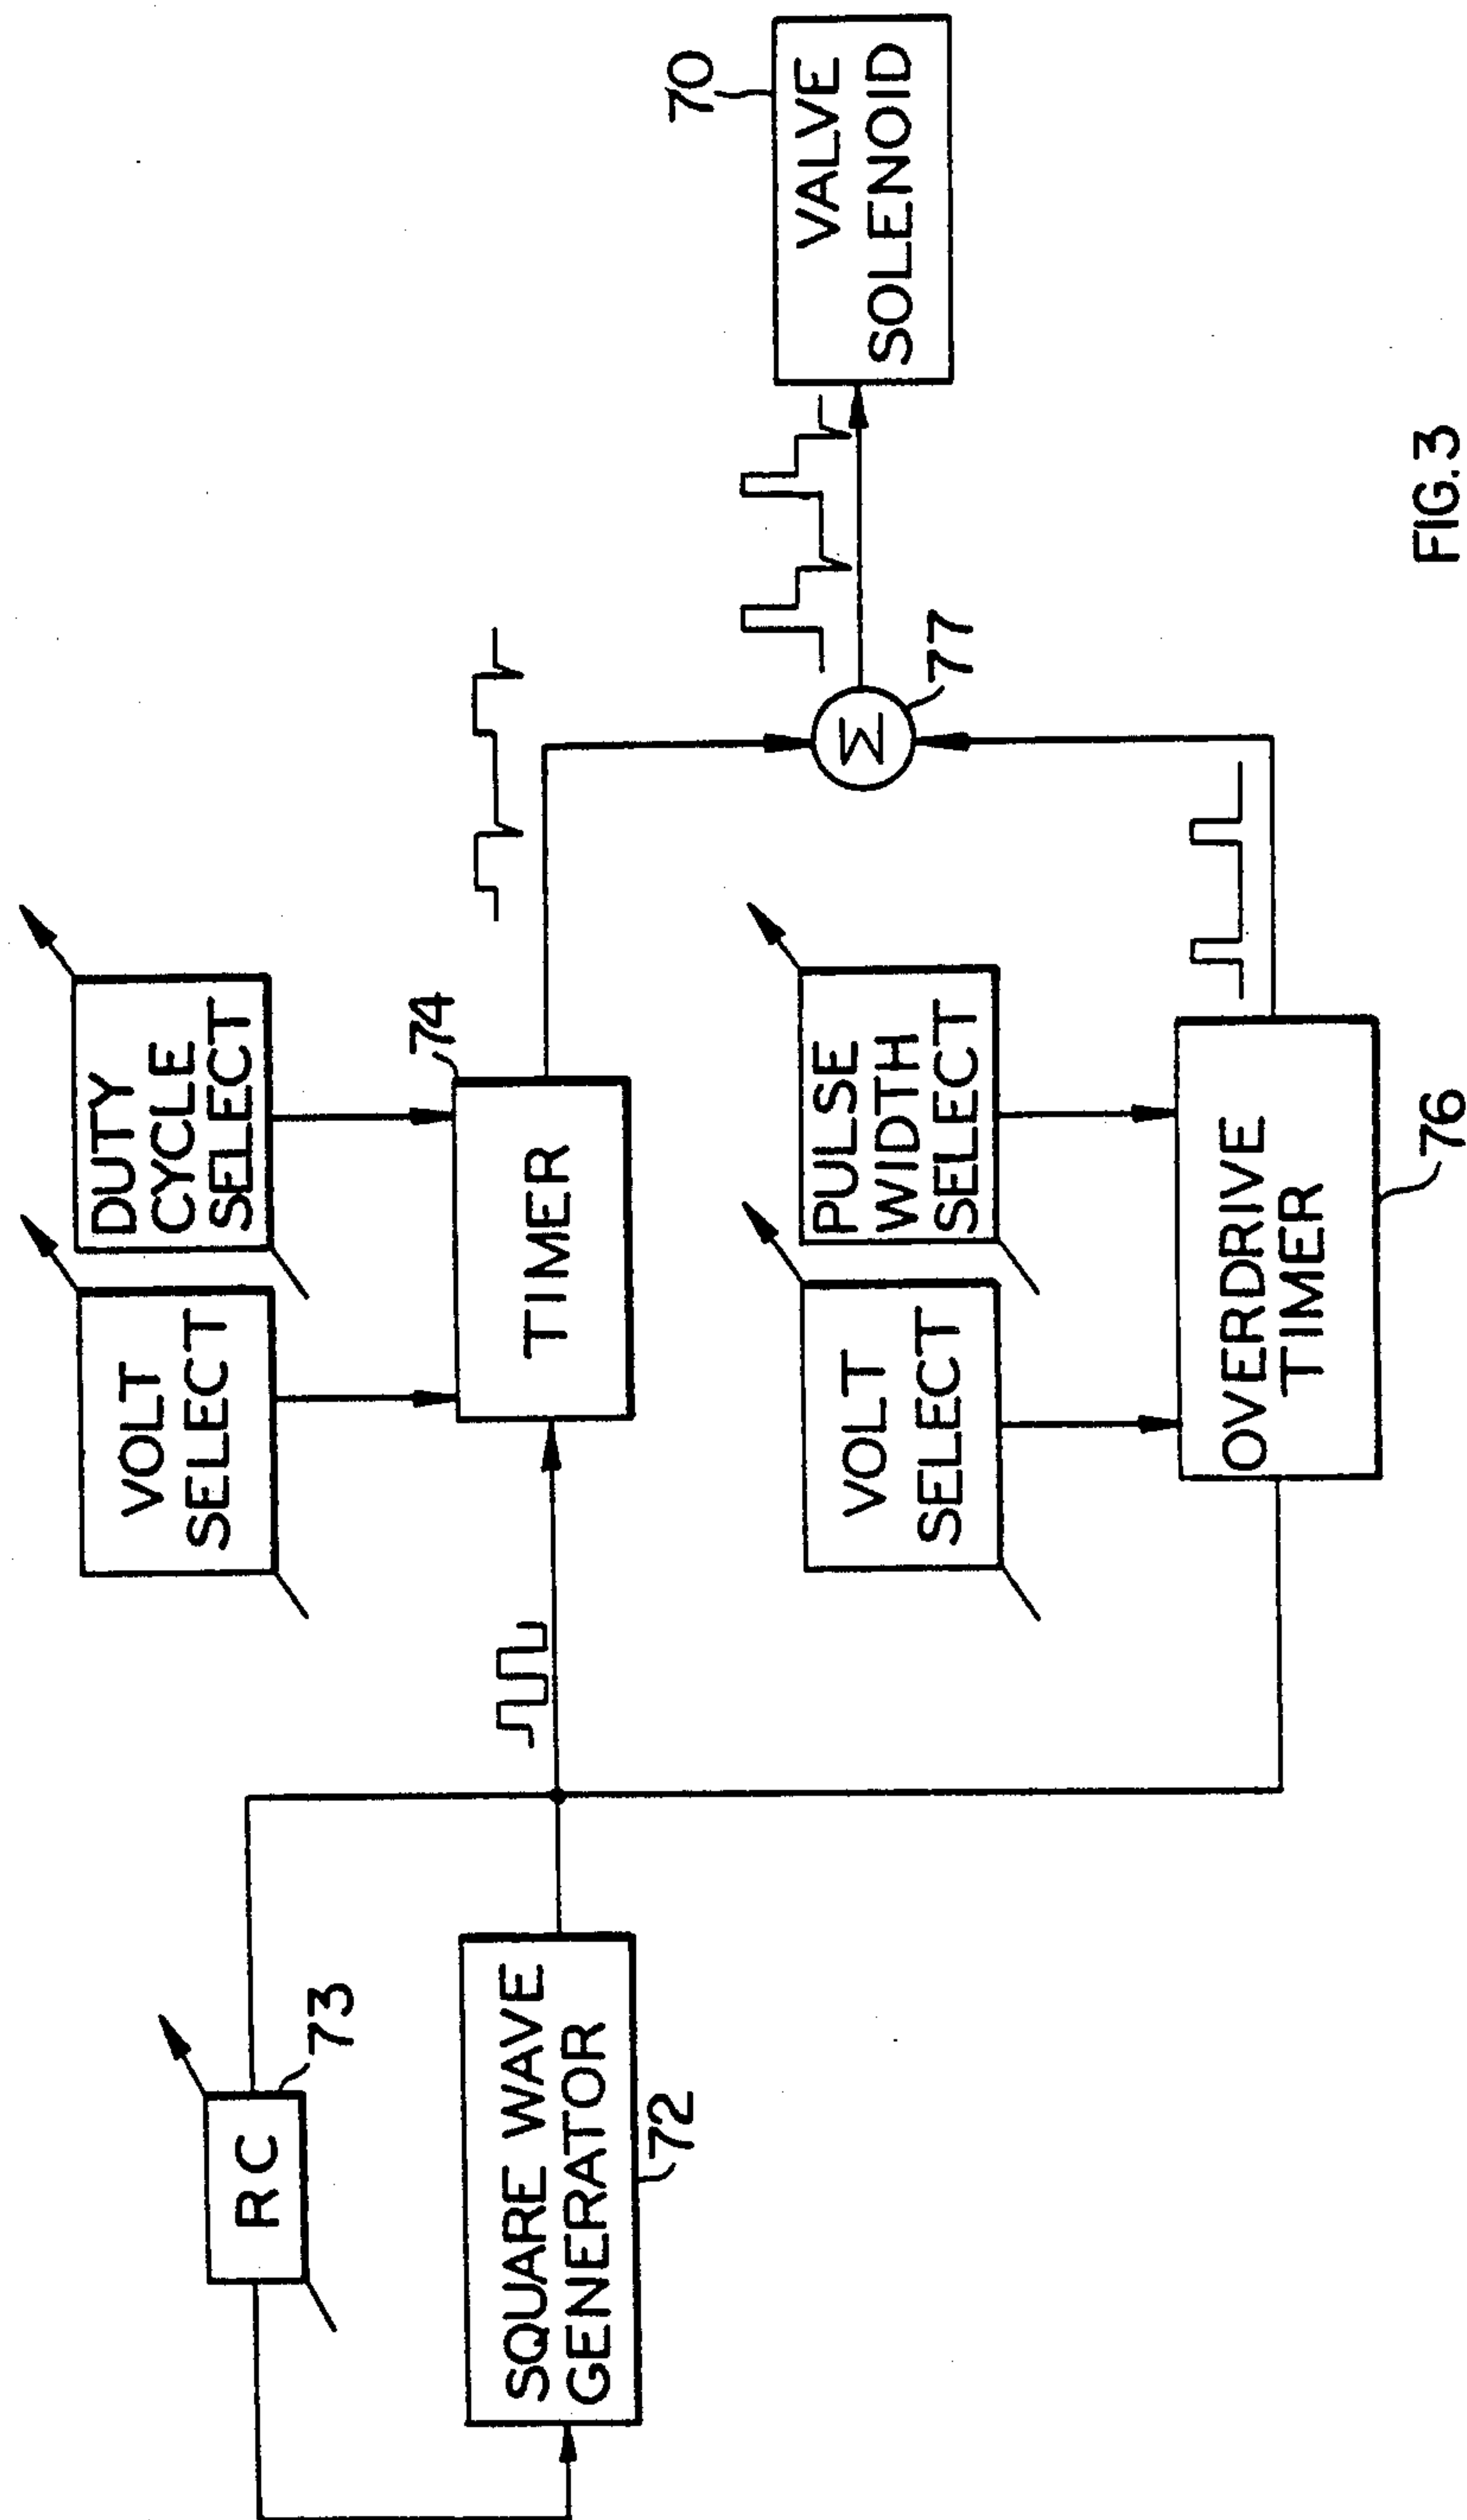 RC
73
SQUARE WAVE
GENERATOR
72
VOLT
SELECT
DUTY
CYCLE
SELECT
TIMER
74
VOLT
SELECT
PULSE
WIDTH
SELECT
OVERDRIVE
TIMER
76
Σ
77
VALVE
SOLENOID
70
FIG.3